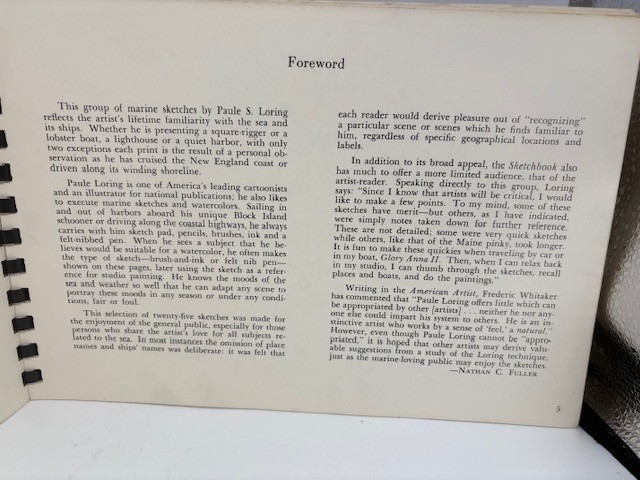 Foreword
This group of marine sketches by Paule S. Loring
reflects the artist's lifetime familiarity with the sea and
its ships. Whether he is presenting a square-rigger or a
lobster boat, a lighthouse or a quiet harbor, with only
two exceptions each print is the result of a personal ob-
servation as he has cruised the New England coast or
driven along its winding shoreline.
Paule Loring is one of America's leading cartoonists
and an illustrator for national publications; he also likes
to execute marine sketches and watercolors. Sailing in
and out of harbors aboard his unique Block Island
schooner or driving along the coastal highways, he always
carries with him sketch pad, pencils, brushes, ink and a
felt-nibbed pen. When he sees a subject that he be-
lieves would be suitable for a watercolor, he often makes
the type of sketch—brush-and-ink or felt nib pen—
shown on these pages, later using the sketch as a refer-
ence for studio painting. He knows the moods of the
sea and weather so well that he can adapt any scene to
portray these moods in any season or under any condi-
tions, fair or foul.
This selection of twenty-five sketches was made for
the enjoyment of the general public, especially for those
persons who share the artist's love for all subjects re-
lated to the sea. In most instances the omission of place
names and ships' names was deliberate: it was felt that
each reader would derive pleasure out of "recognizing"
a particular scene or scenes which he finds familiar to
him, regardless of specific geographical locations and
labels.
In addition to its broad appeal, the Sketchbook also
has much to offer a more limited audience, that of the
artist-reader. Speaking directly to this group, Loring
says: "Since I know that artists will be critical, I would
like to make a few points. To my mind, some of these
sketches have merit—but others, as I have indicated,
were simply notes taken down for further reference.
These are not detailed; some were very quick sketches
while others, like that of the Maine pinky, took longer.
It is fun to make these quickies when traveling by car or
in my boat, Glory Anna II. Then, when I can relax back
in my studio, I can thumb through the sketches, recall
places and boats, and do the paintings."
Writing in the American Artist, Frederic Whitaker
has commented that "Paule Loring offers little which can
be appropriated by other [artists] . . . neither he nor any-
one else could impart his system to others. He is an in-
stinctive artist who works by a sense of 'feel,' a natural."
However, even though Paule Loring cannot be "appro-
priated," it is hoped that other artists may derive valu-
able suggestions from a study of the Loring technique,
just as the marine-loving public may enjoy the sketches.
—Nathan C. Fuller
5